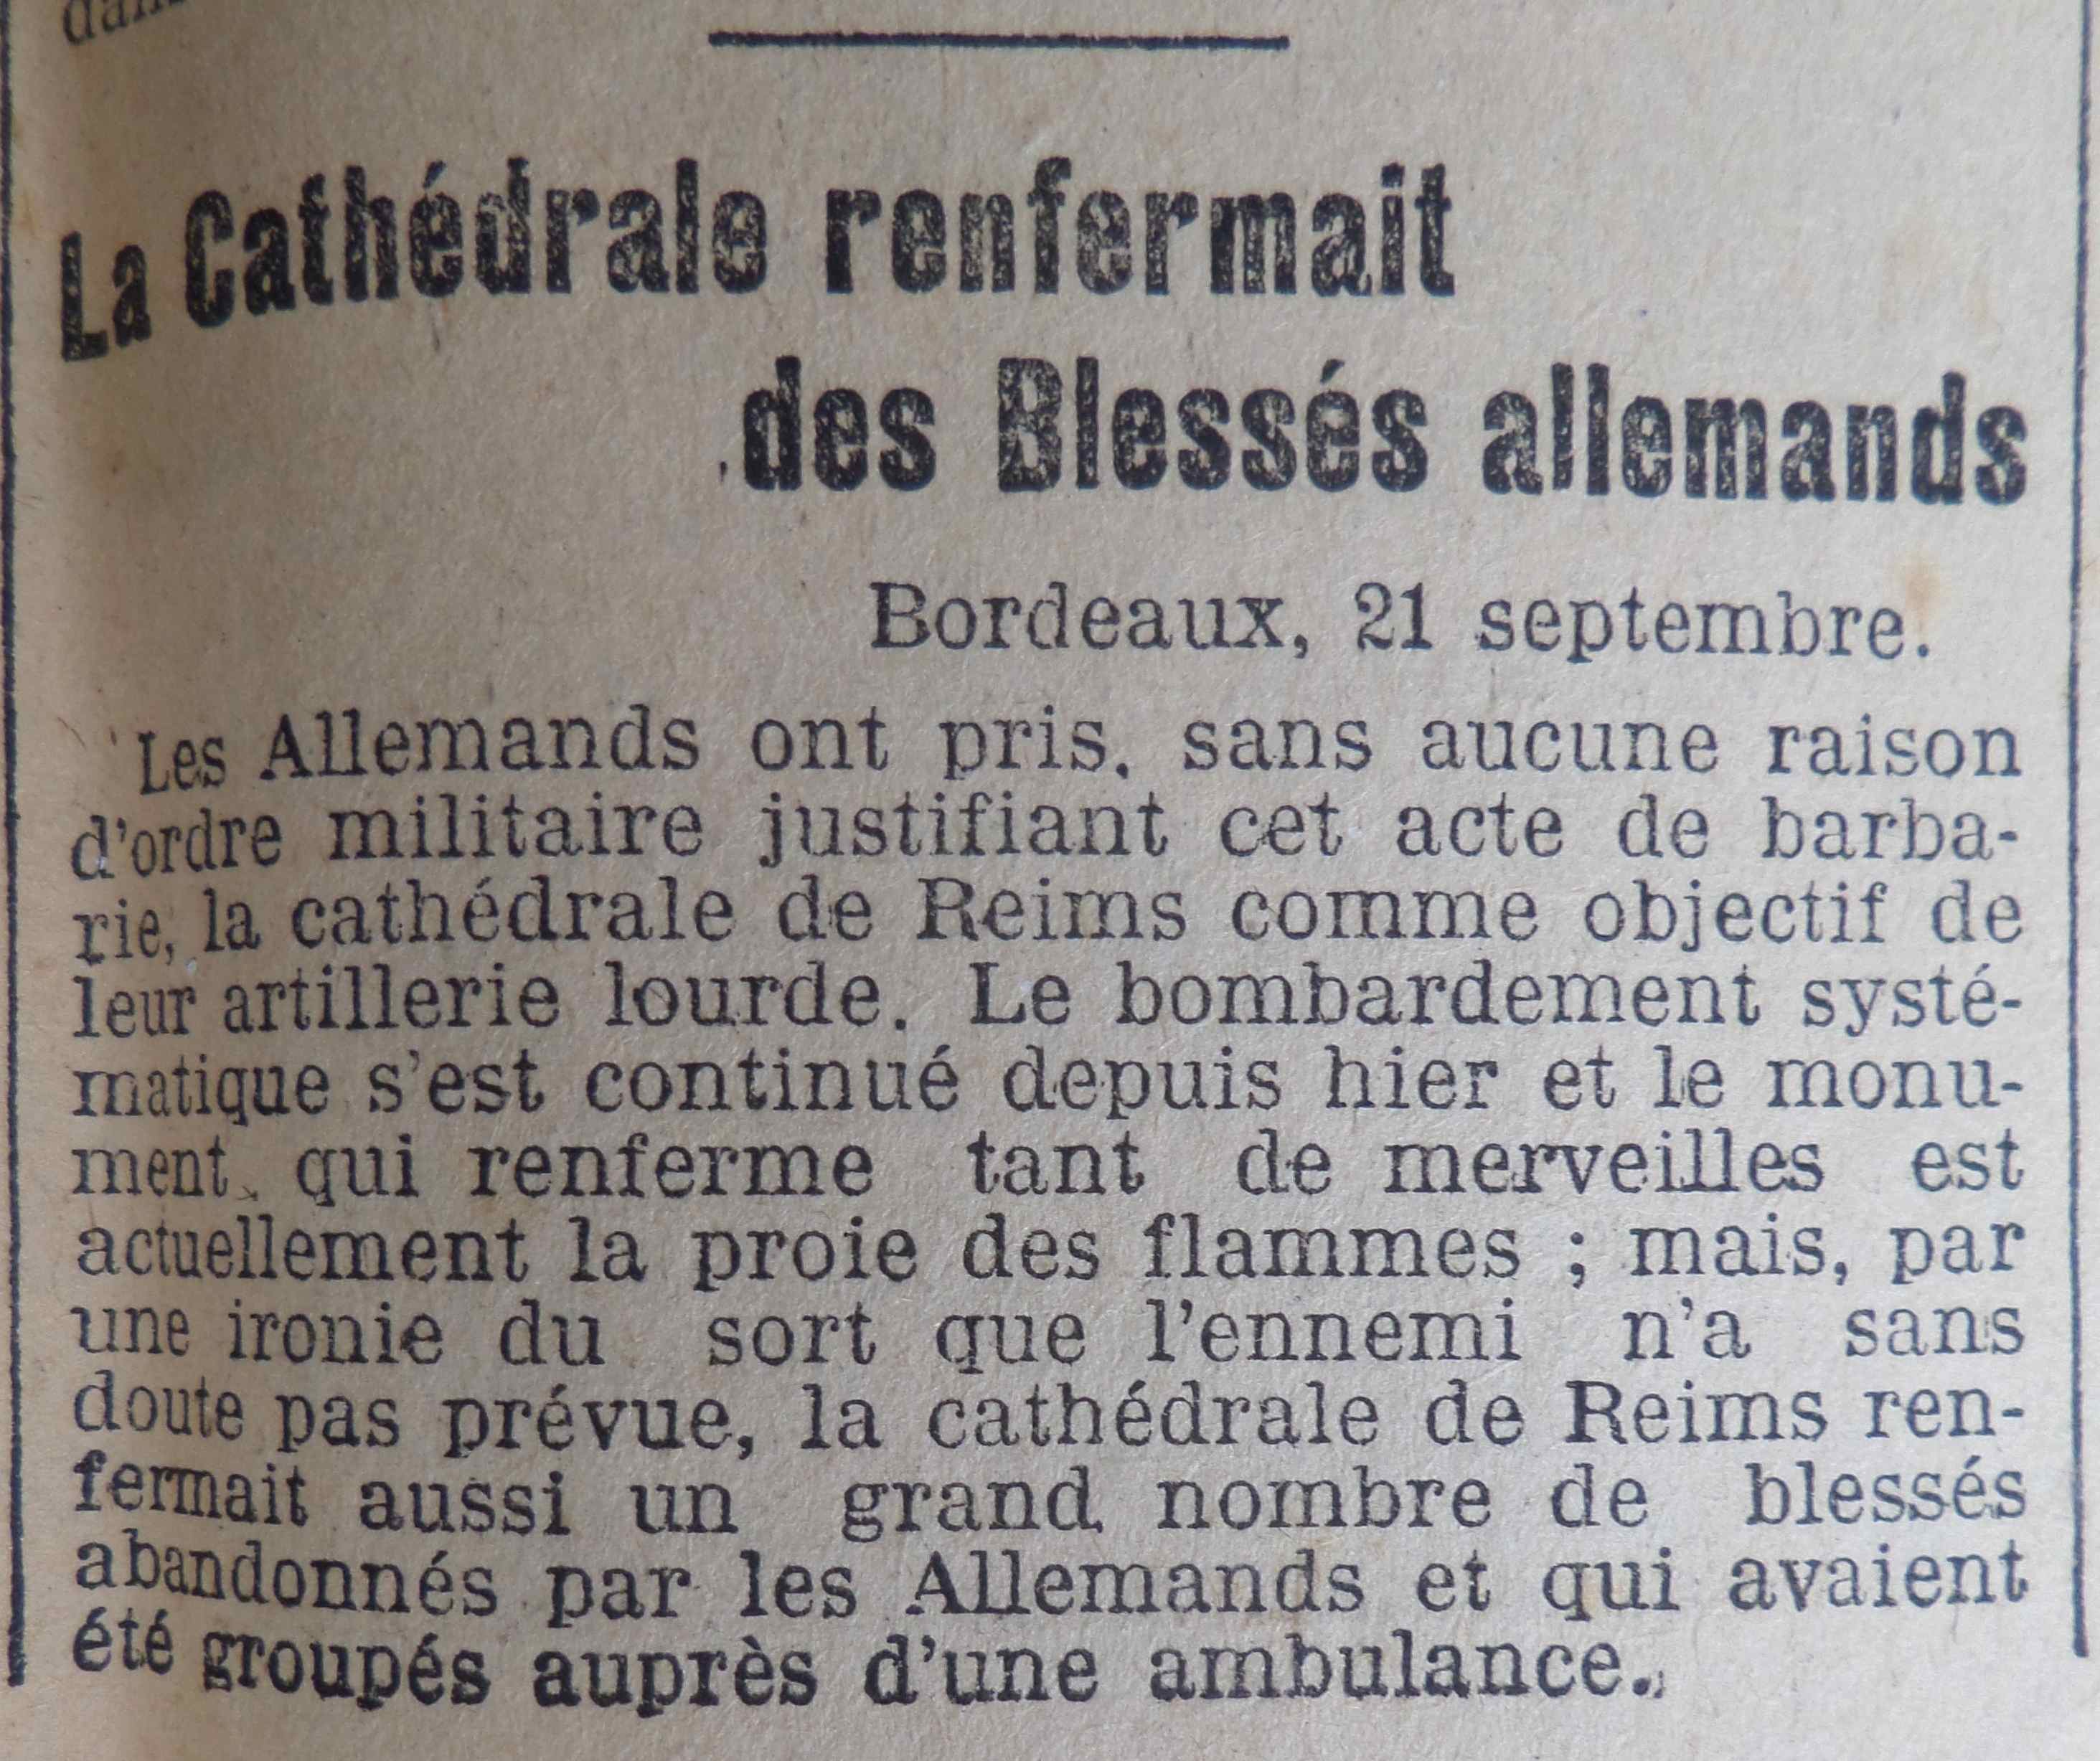 La Cathédrale renfermait
des Blessés allemands
Bordeaux, 21 septembre.
Les Allemands ont pris, sans aucune raison
d'ordre militaire justifiant cet acte de barba-
rie, la cathédrale de Reims comme objectif de
leur artillerie lourde. Le bombardement systé-
matique s'est continué depuis hier et le monu-
ment qui renferme tant de merveilles est
actuellement la proie des flammes ; mais, par
une ironie du sort que l'ennemi n'a sans
doute pas prévue, la cathédrale de Reims ren-
fermait aussi un grand nombre de blessés
abandonnés par les Allemands et qui avaient
été groupés auprès d'une ambulance.